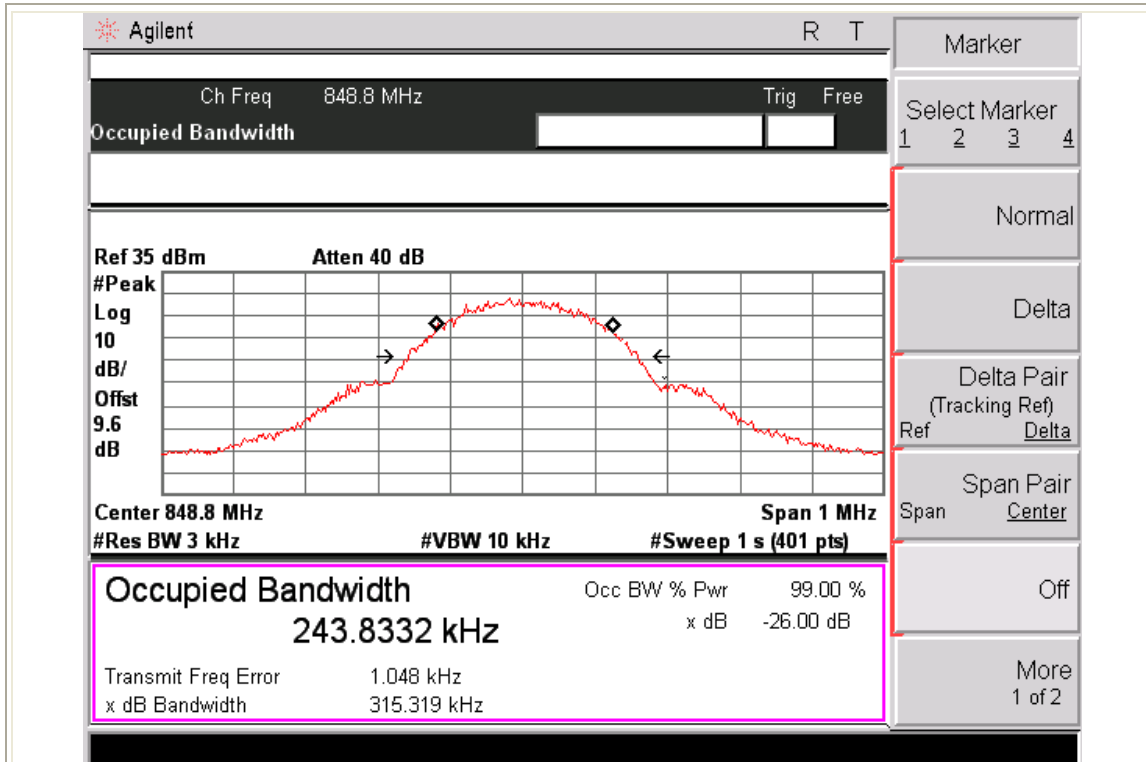 Agilent R T
Ch Freq 848.8 MHz Trig Free
Occupied Bandwidth
Ref 35 dBm Atten 40 dB
#Peak
Log
10
dB/
Offst
9.6
dB
Center 848.8 MHz Span 1 MHz
#Res BW 3 kHz #VBW 10 kHz #Sweep 1 s (401 pts)
Occupied Bandwidth
243.8332 kHz
Occ BW % Pwr 99.00 %
x dB -26.00 dB
Transmit Freq Error 1.048 kHz
x dB Bandwidth 315.319 kHz
Marker
Select Marker
1 2 3 4
Normal
Delta
Delta Pair
(Tracking Ref)
Ref Delta
Span Pair
Span Center
Off
More
1 of 2